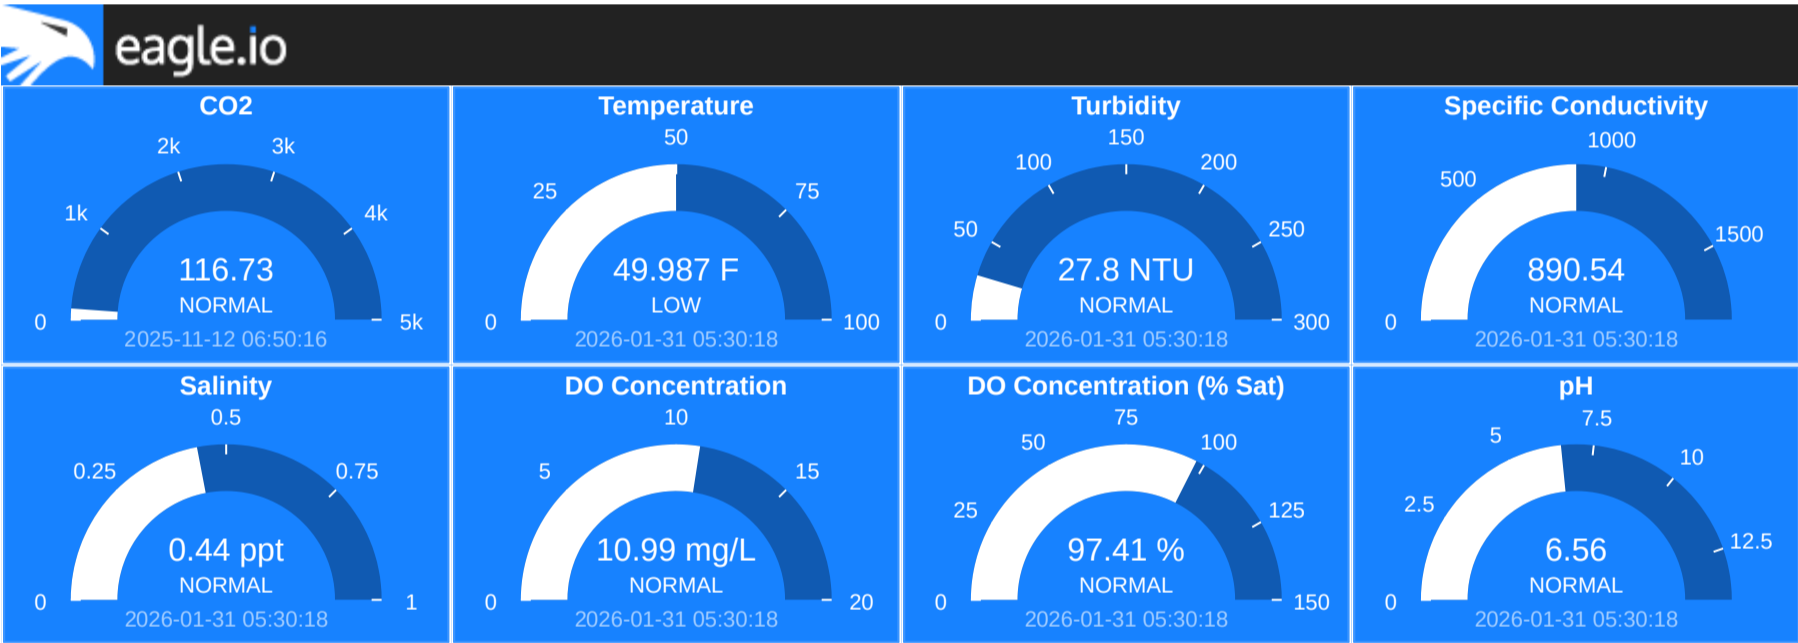 eagle.io
CO2
2k
3k
1k
4k
116.73
NORMAL
0
5k
2025-11-12 06:50:16
Temperature
50
25
75
49.987 F
LOW
0
100
2026-01-31 05:30:18
Turbidity
150
100
200
50
250
27.8 NTU
NORMAL
0
300
2026-01-31 05:30:18
Specific Conductivity
1000
500
1500
890.54
NORMAL
0
2026-01-31 05:30:18
Salinity
0.5
0.25
0.75
0.44 ppt
NORMAL
0
1
2026-01-31 05:30:18
DO Concentration
10
5
15
10.99 mg/L
NORMAL
0
20
2026-01-31 05:30:18
DO Concentration (% Sat)
75
50
100
25
125
97.41 %
NORMAL
0
150
2026-01-31 05:30:18
pH
7.5
5
10
2.5
12.5
6.56
NORMAL
0
2026-01-31 05:30:18